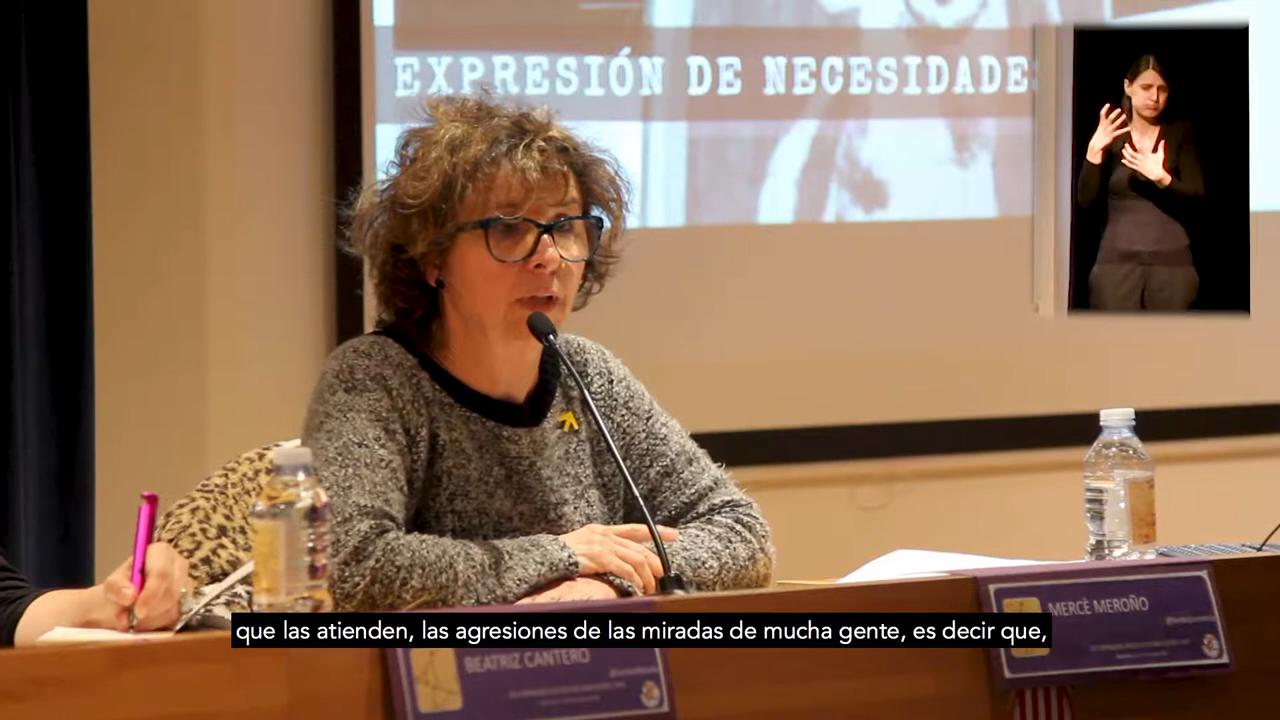 EXPRESIÓN DE NECESIDADES
que las atienden, las agresiones de las miradas de mucha gente, es decir que,
BEATRIZ CANTERO
MERCÈ MEROÑO